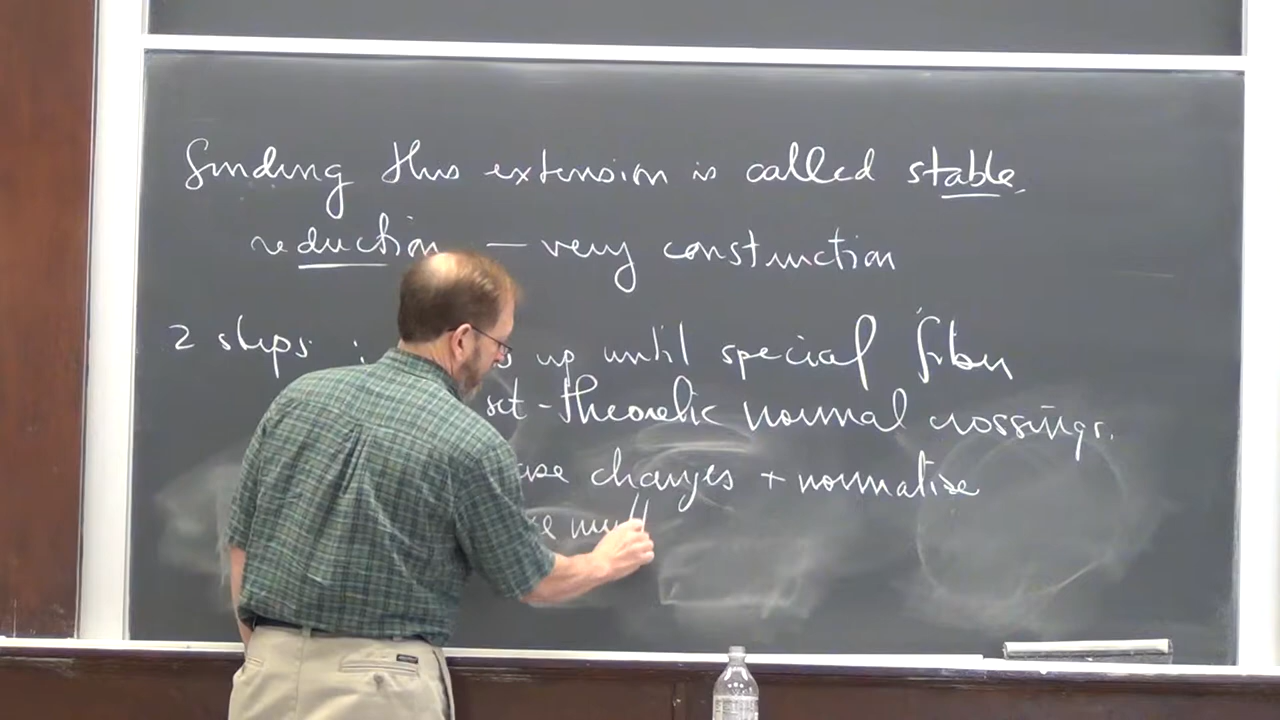 finding this extension is called stable
reduction — very construction
2 steps : up until special fiber
set-theoretic normal crossings.
changes + normalise